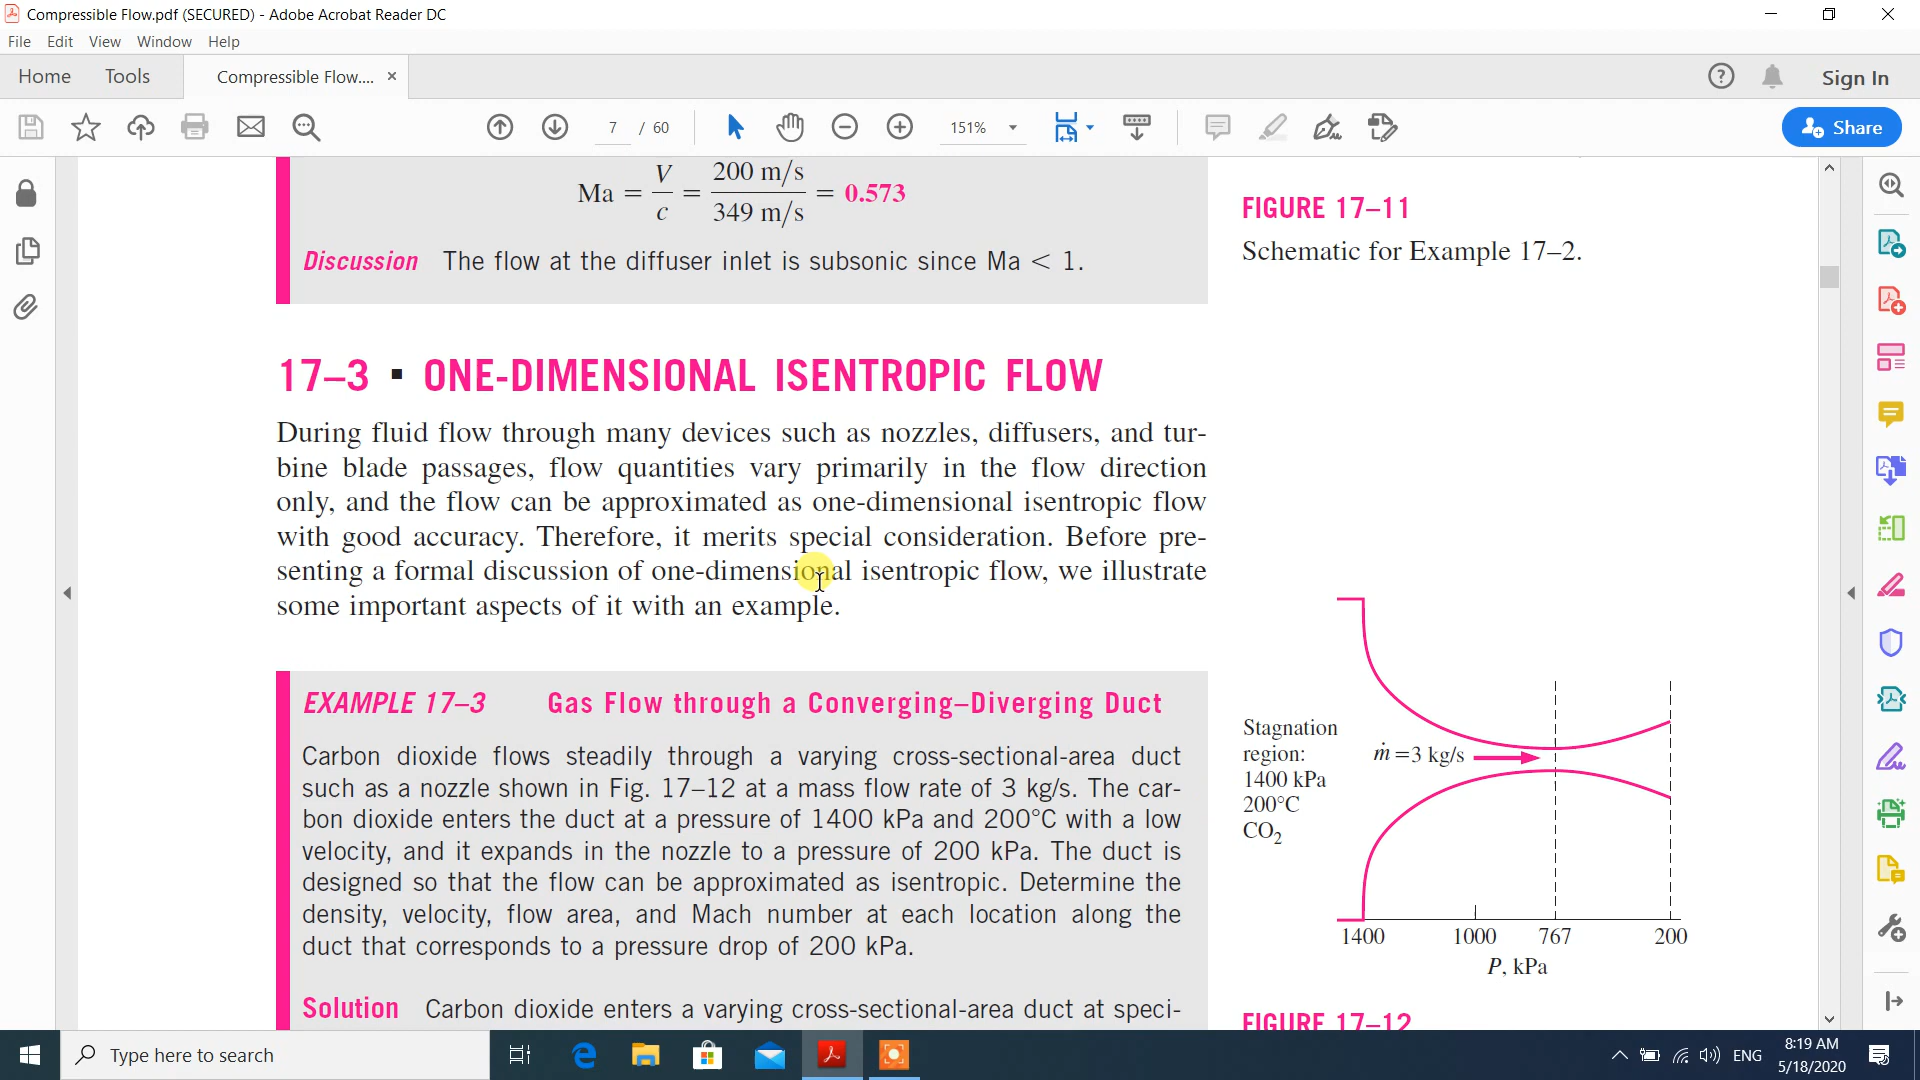 Compressible Flow.pdf (SECURED) - Adobe Acrobat Reader DC
File Edit View Window Help
Home Tools Compressible Flow.... × Sign In
7 / 60 151% Share
Ma = V/c = 200 m/s / 349 m/s = 0.573
Discussion The flow at the diffuser inlet is subsonic since Ma < 1.
FIGURE 17–11
Schematic for Example 17–2.
17–3 ▪ ONE-DIMENSIONAL ISENTROPIC FLOW
During fluid flow through many devices such as nozzles, diffusers, and tur-
bine blade passages, flow quantities vary primarily in the flow direction
only, and the flow can be approximated as one-dimensional isentropic flow
with good accuracy. Therefore, it merits special consideration. Before pre-
senting a formal discussion of one-dimensional isentropic flow, we illustrate
some important aspects of it with an example.
EXAMPLE 17–3 Gas Flow through a Converging–Diverging Duct
Carbon dioxide flows steadily through a varying cross-sectional-area duct
such as a nozzle shown in Fig. 17–12 at a mass flow rate of 3 kg/s. The car-
bon dioxide enters the duct at a pressure of 1400 kPa and 200°C with a low
velocity, and it expands in the nozzle to a pressure of 200 kPa. The duct is
designed so that the flow can be approximated as isentropic. Determine the
density, velocity, flow area, and Mach number at each location along the
duct that corresponds to a pressure drop of 200 kPa.
Solution Carbon dioxide enters a varying cross-sectional-area duct at speci-
Stagnation
region:
1400 kPa
200°C
CO₂
ṁ = 3 kg/s
1400 1000 767 200
P, kPa
FIGURE 17–12
Type here to search
ENG
8:19 AM
5/18/2020